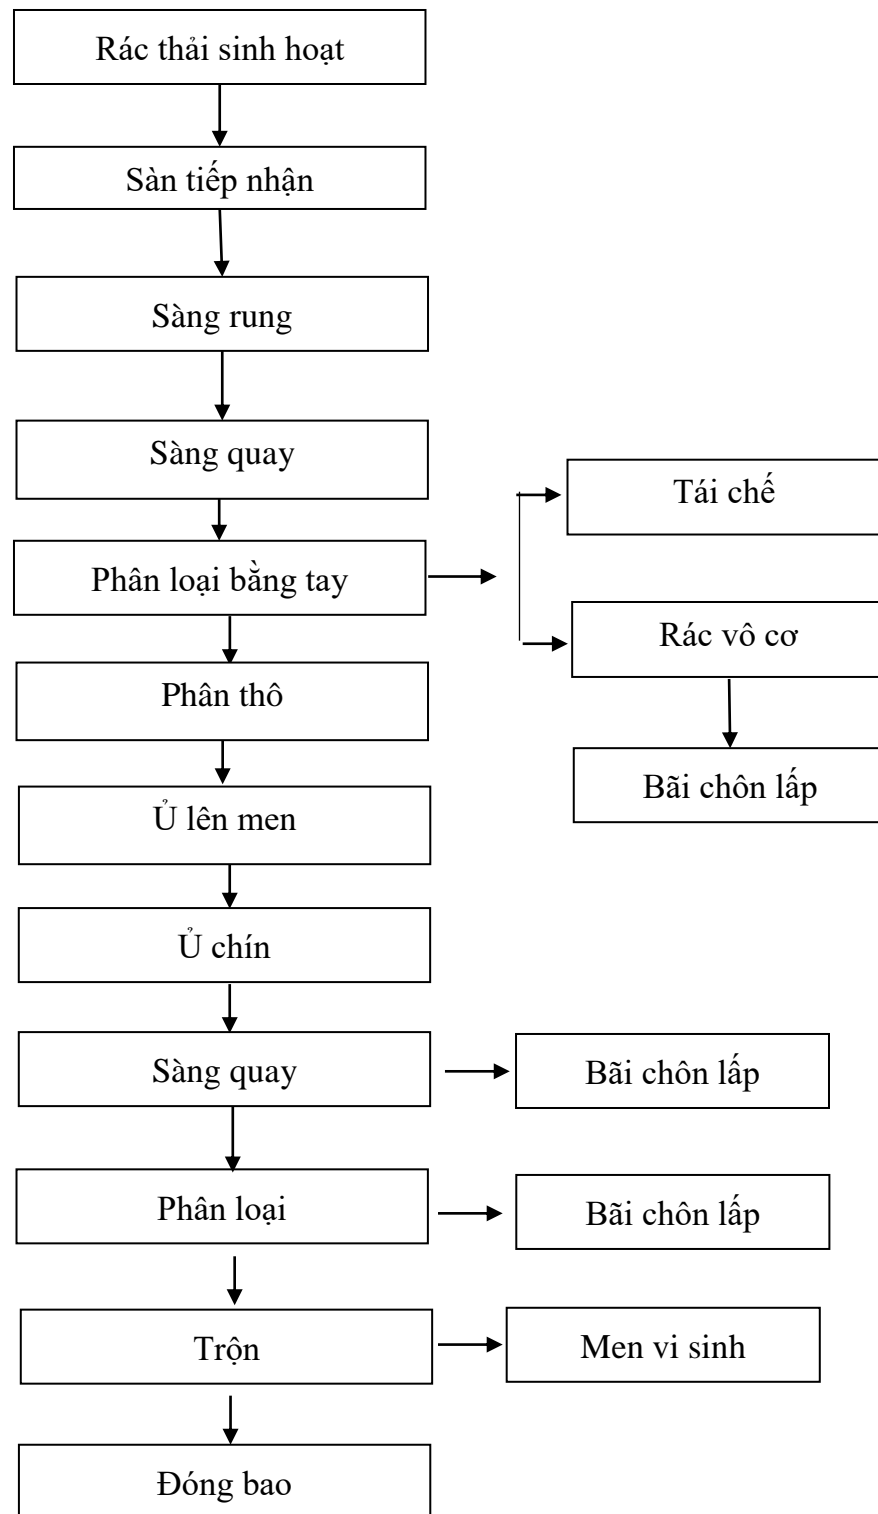 Rác thải sinh hoạt
Sàn tiếp nhận
Sàng rung
Sàng quay
Tái chế
Phân loại bằng tay
Rác vô cơ
Phân thô
Bãi chôn lấp
Ủ lên men
Ủ chín
Sàng quay
Bãi chôn lấp
Phân loại
Bãi chôn lấp
Trộn
Men vi sinh
Đóng bao